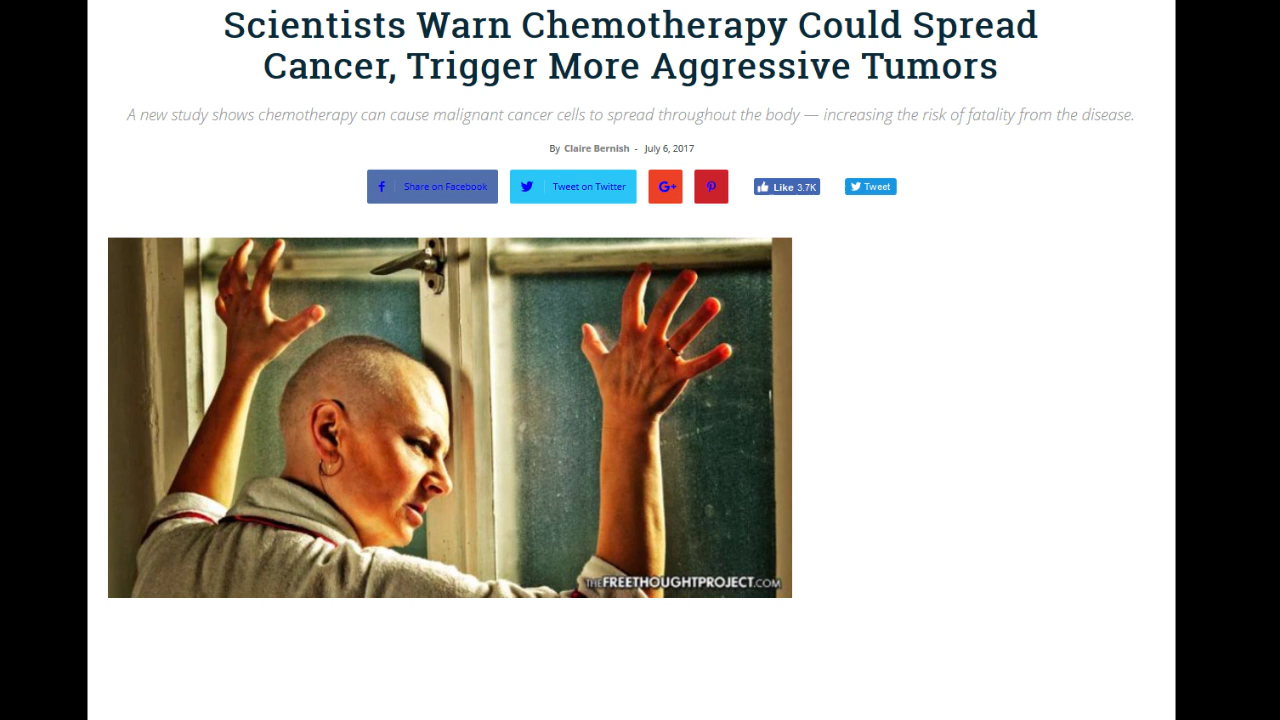 Scientists Warn Chemotherapy Could Spread
Cancer, Trigger More Aggressive Tumors
A new study shows chemotherapy can cause malignant cancer cells to spread throughout the body — increasing the risk of fatality from the disease.
By Claire Bernish - July 6, 2017
Share on Facebook Tweet on Twitter G+ Like 3.7K Tweet
THEFREETHOUGHTPROJECT.COM